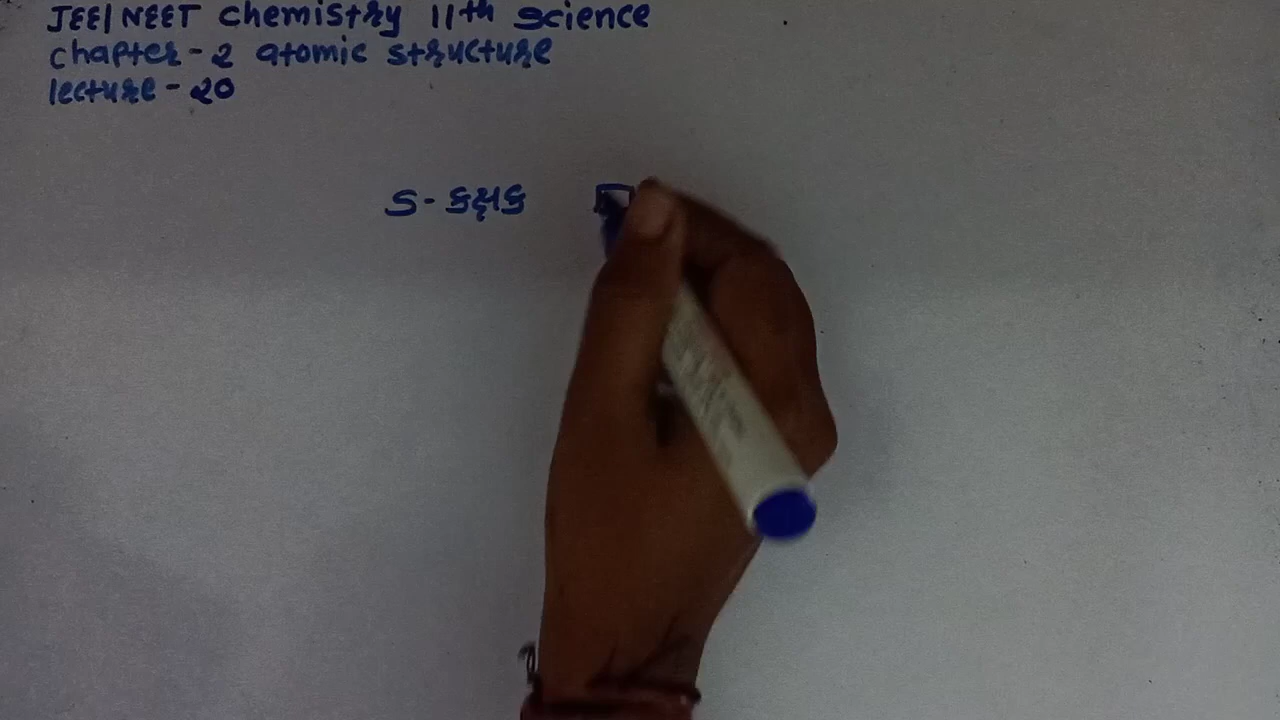 JEE/NEET chemistry 11th science
chapter-2 atomic structure
lecture-20
S-કક્ષક